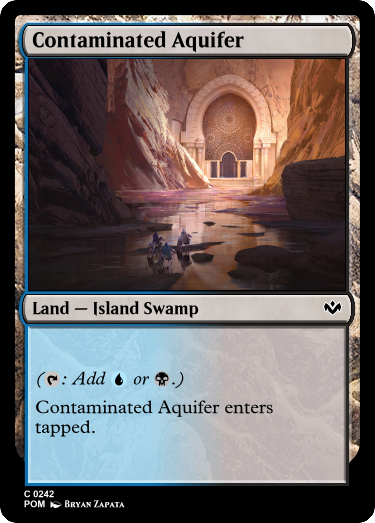 Contaminated Aquifer
Land — Island Swamp
(: Add or .)
Contaminated Aquifer enters
tapped.
C 0242
POM Bryan Zapata